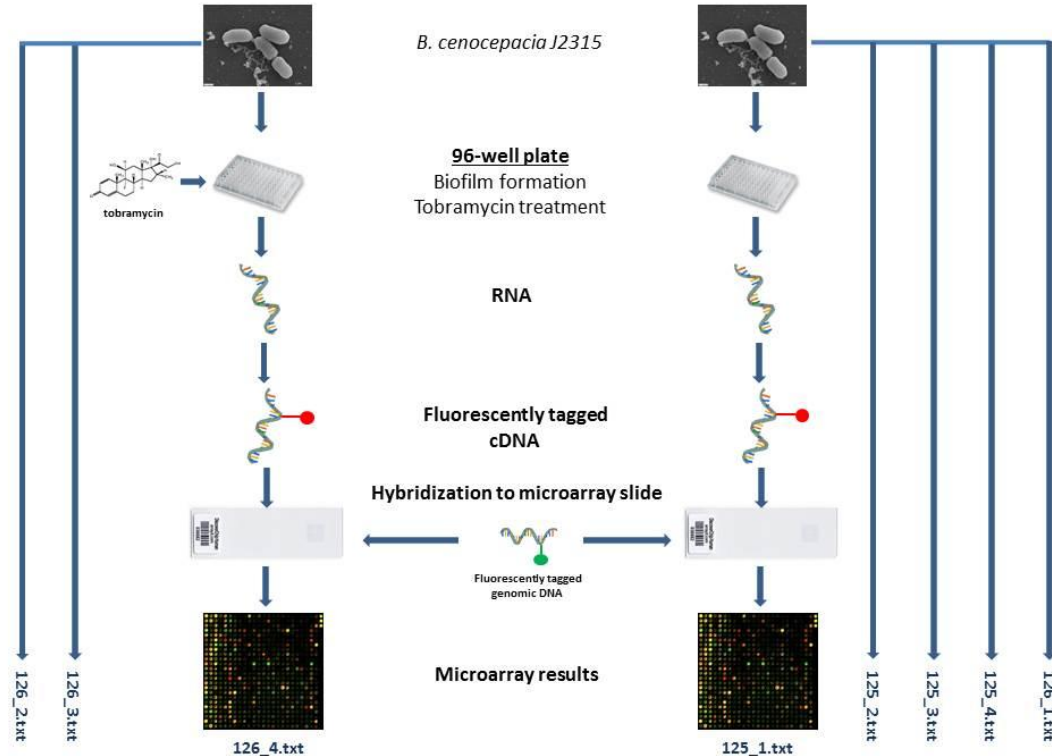 B. cenocepacia J2315
96-well plate
Biofilm formation
Tobramycin treatment
tobramycin
RNA
Fluorescently tagged
cDNA
Hybridization to microarray slide
Fluorescently tagged
genomic DNA
Microarray results
126_2.txt
126_3.txt
126_4.txt
125_1.txt
125_2.txt
125_3.txt
125_4.txt
126_1.txt